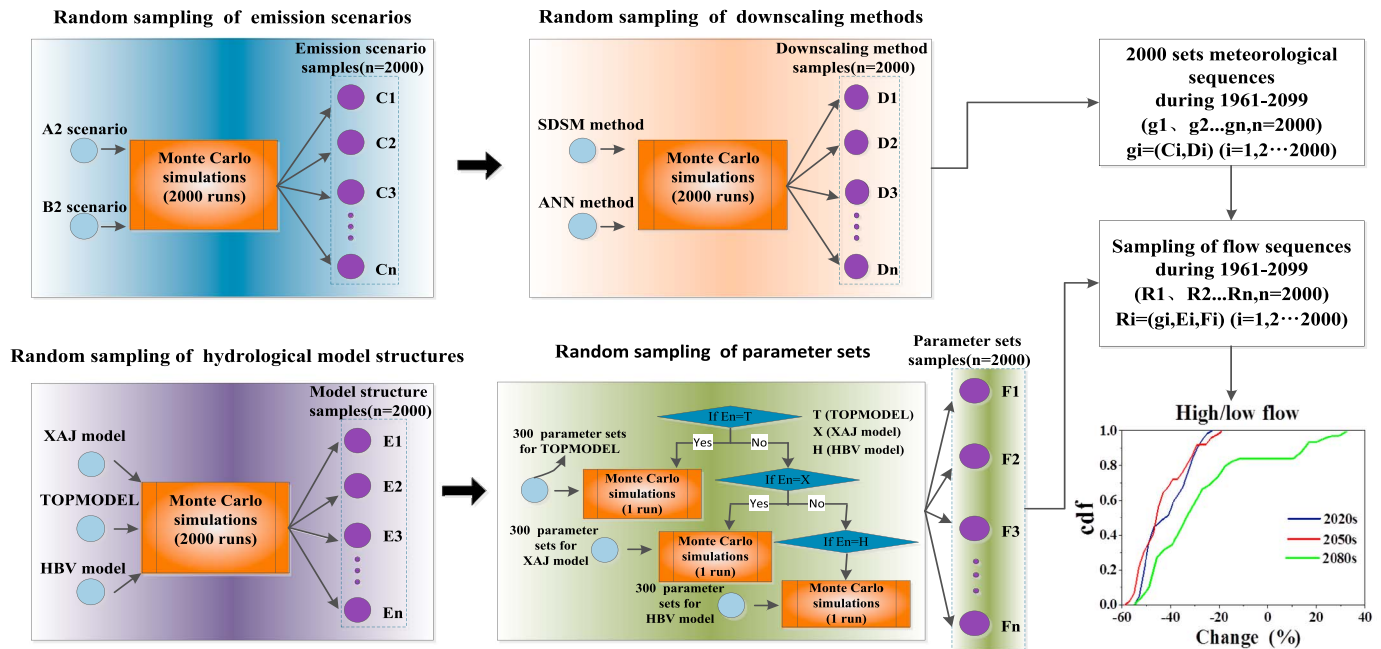 Random sampling of emission scenarios
Emission scenario
samples(n=2000)
A2 scenario
B2 scenario
Monte Carlo
simulations
(2000 runs)
C1
C2
C3
Cn
Random sampling of downscaling methods
Downscaling method
samples(n=2000)
SDSM method
ANN method
Monte Carlo
simulations
(2000 runs)
D1
D2
D3
Dn
2000 sets meteorological
sequences
during 1961-2099
(g1、g2...gn,n=2000)
gi=(Ci,Di) (i=1,2⋯2000)
Sampling of flow sequences
during 1961-2099
(R1、R2...Rn,n=2000)
Ri=(gi,Ei,Fi) (i=1,2⋯2000)
Random sampling of hydrological model structures
Model structure
samples(n=2000)
XAJ model
TOPMODEL
HBV model
Monte Carlo
simulations
(2000 runs)
E1
E2
E3
En
Random sampling of parameter sets
If En=T
T (TOPMODEL)
X (XAJ model)
H (HBV model)
Yes
No
300 parameter sets
for TOPMODEL
Monte Carlo
simulations
(1 run)
If En=X
Yes
No
300 parameter
sets for
XAJ model
Monte Carlo
simulations
(1 run)
If En=H
300 parameter
sets for
HBV model
Monte Carlo
simulations
(1 run)
Parameter sets
samples(n=2000)
F1
F2
F3
Fn
High/low flow
cdf
1.0
0.8
0.6
0.4
0.2
0.0
2020s
2050s
2080s
-60
-40
-20
0
20
40
Change (%)